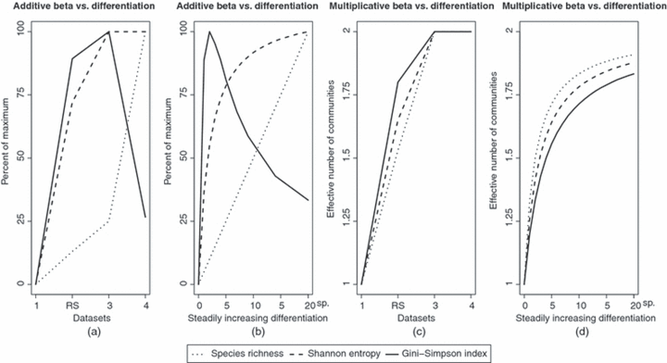 Additive beta vs. differentiation
Percent of maximum
100
75
50
25
0
1 RS 3 4
Datasets
(a)
Additive beta vs. differentiation
Percent of maximum
100
75
50
25
0
0 5 10 15 20 sp.
Steadily increasing differentiation
(b)
Multiplicative beta vs. differentiation
Effective number of communities
2
1.75
1.5
1.25
1
1 RS 3 4
Datasets
(c)
Multiplicative beta vs. differentiation
Effective number of communities
2
1.75
1.5
1.25
1
0 5 10 15 20 sp.
Steadily increasing differentiation
(d)
Species richness Shannon entropy Gini–Simpson index